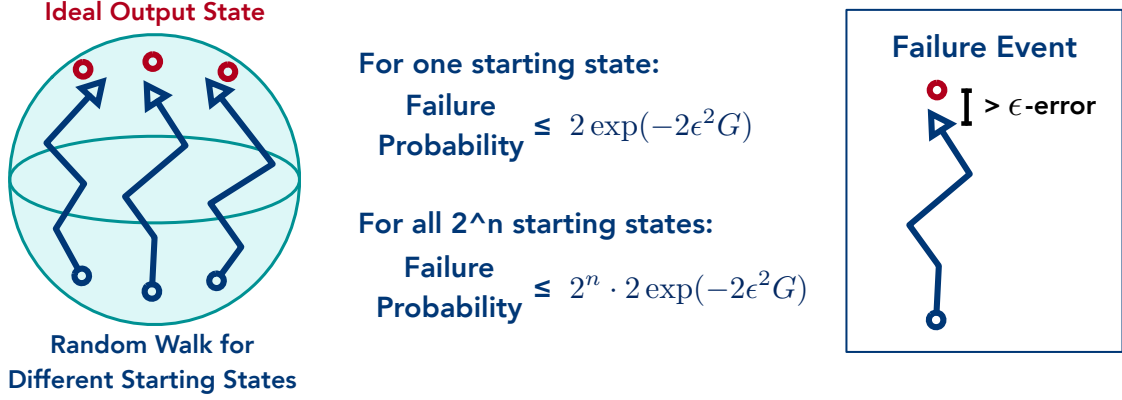 Ideal Output State
Random Walk for
Different Starting States
For one starting state:
Failure
Probability ≤ 2 exp(−2ϵ²G)
For all 2^n starting states:
Failure
Probability ≤ 2ⁿ · 2 exp(−2ϵ²G)
Failure Event
> ϵ-error